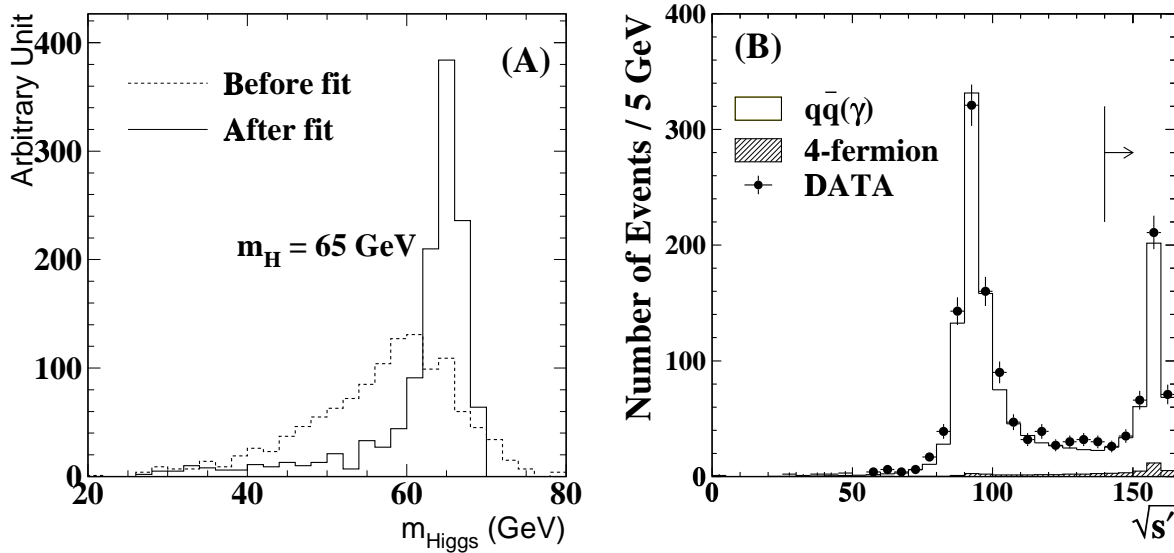 Arbitrary Unit
400
300
200
100
0
(A)
Before fit
After fit
m_H = 65 GeV
20 40 60 80
m_Higgs (GeV)
Number of Events / 5 GeV
400
300
200
100
0
(B)
qq̄(γ)
4-fermion
DATA
0 50 100 150
√s′